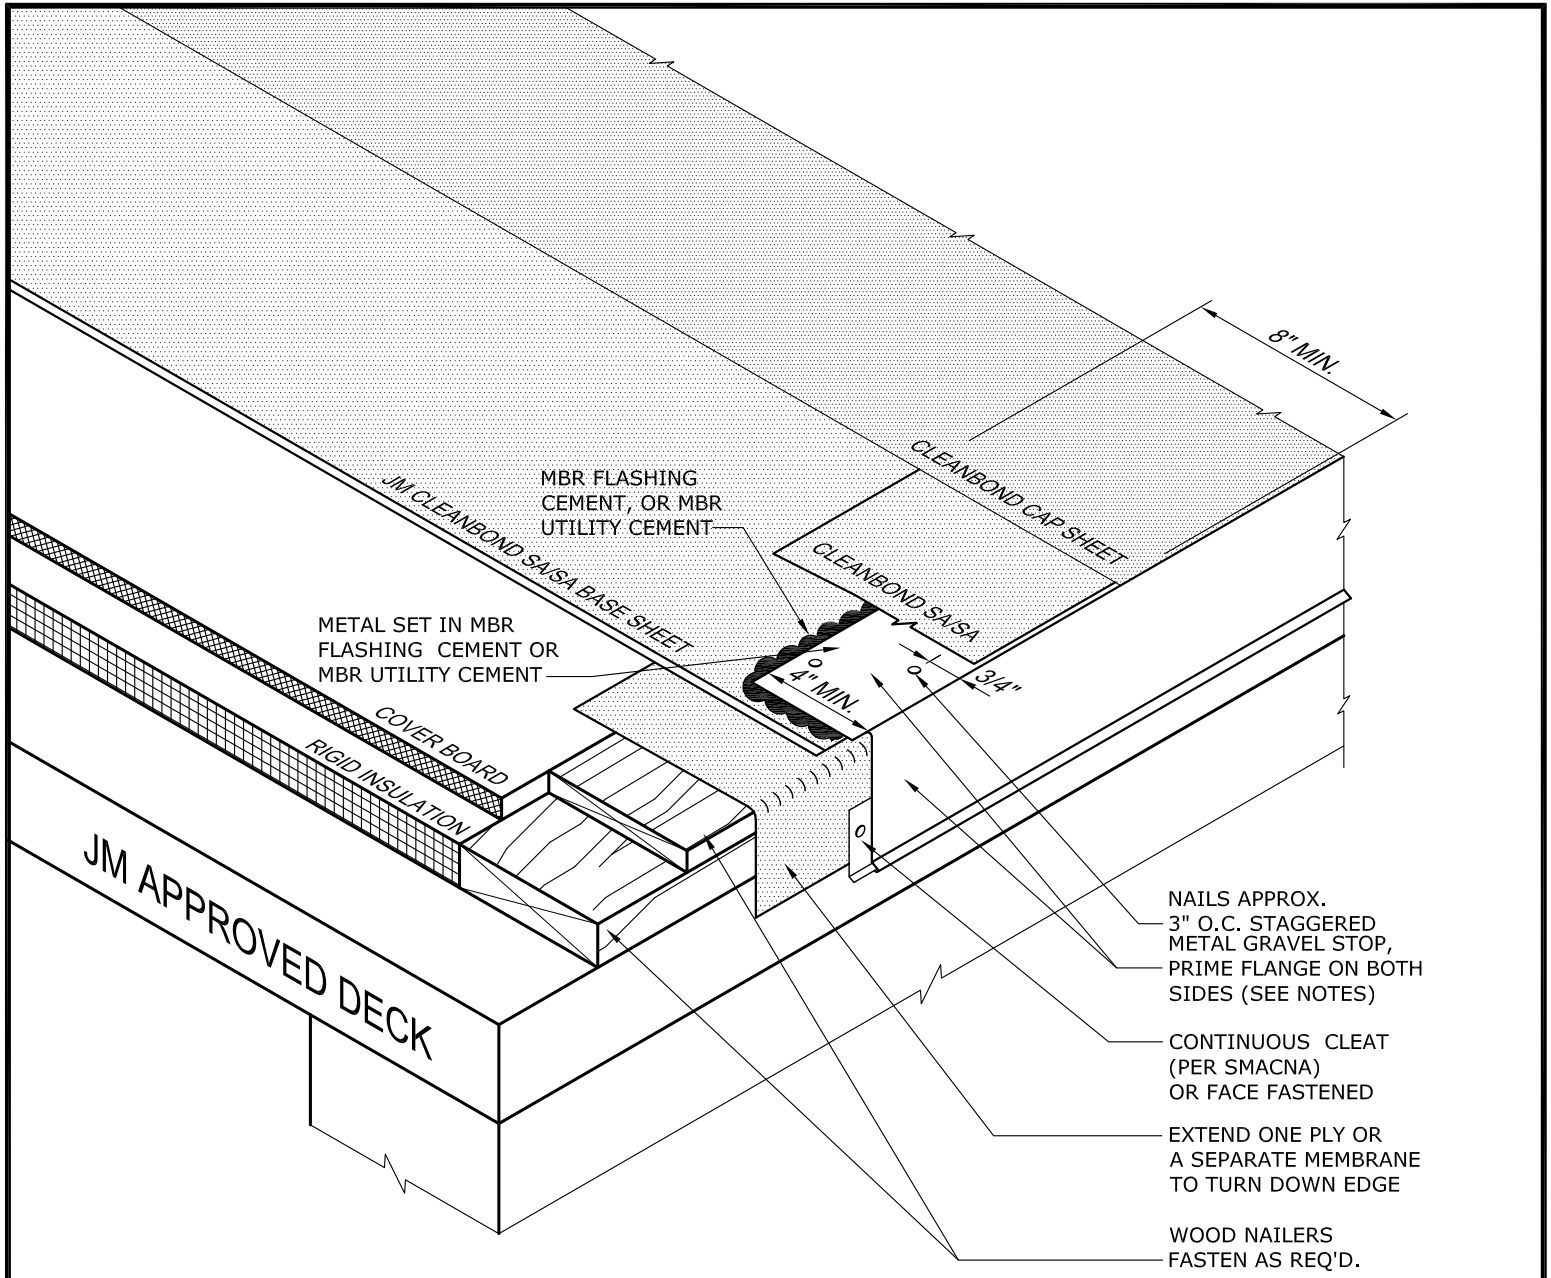 8" MIN.
CLEANBOND CAP SHEET
MBR FLASHING
CEMENT, OR MBR
UTILITY CEMENT
JM CLEANBOND SA/SA BASE SHEET
CLEANBOND SA/SA
METAL SET IN MBR
FLASHING CEMENT OR
MBR UTILITY CEMENT
4" MIN.
3/4"
COVER BOARD
RIGID INSULATION
JM APPROVED DECK
NAILS APPROX.
3" O.C. STAGGERED
METAL GRAVEL STOP,
PRIME FLANGE ON BOTH
SIDES (SEE NOTES)
CONTINUOUS CLEAT
(PER SMACNA)
OR FACE FASTENED
EXTEND ONE PLY OR
A SEPARATE MEMBRANE
TO TURN DOWN EDGE
WOOD NAILERS
FASTEN AS REQ'D.